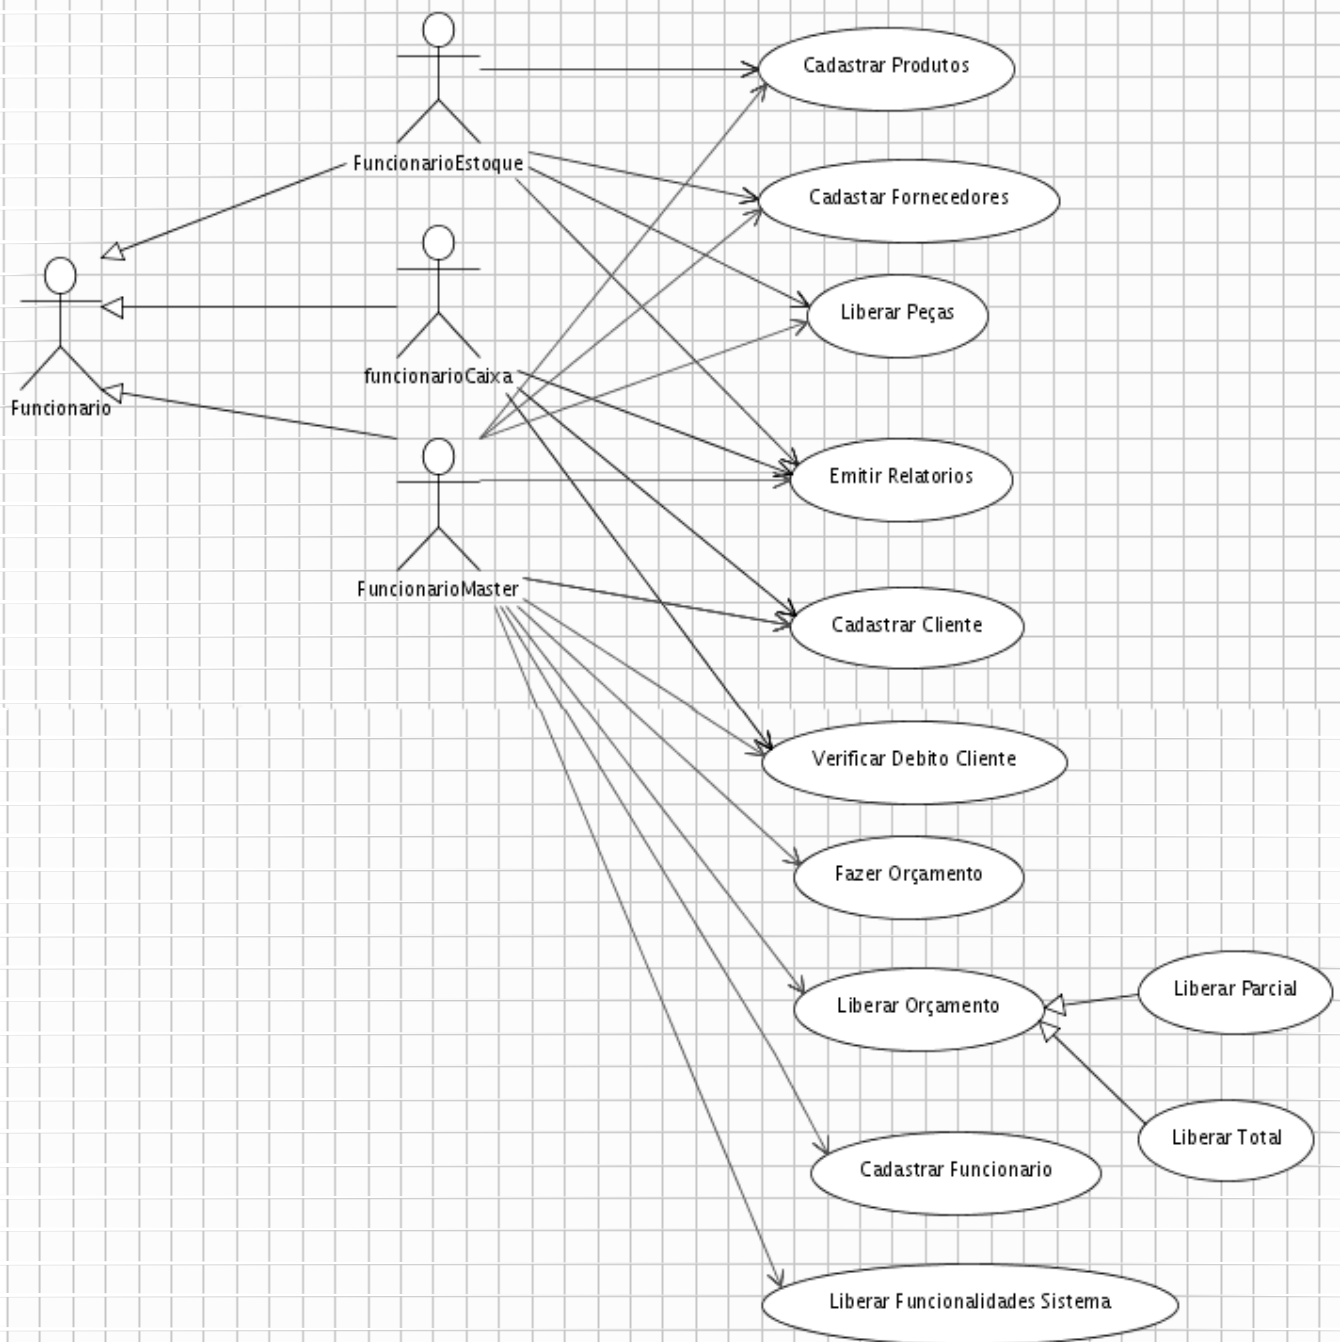 Cadastrar Produtos
FuncionarioEstoque
Cadastar Fornecedores
Liberar Peças
funcionarioCaixa
Funcionario
Emitir Relatorios
FuncionarioMaster
Cadastrar Cliente
Verificar Debito Cliente
Fazer Orçamento
Liberar Parcial
Liberar Orçamento
Liberar Total
Cadastrar Funcionario
Liberar Funcionalidades Sistema